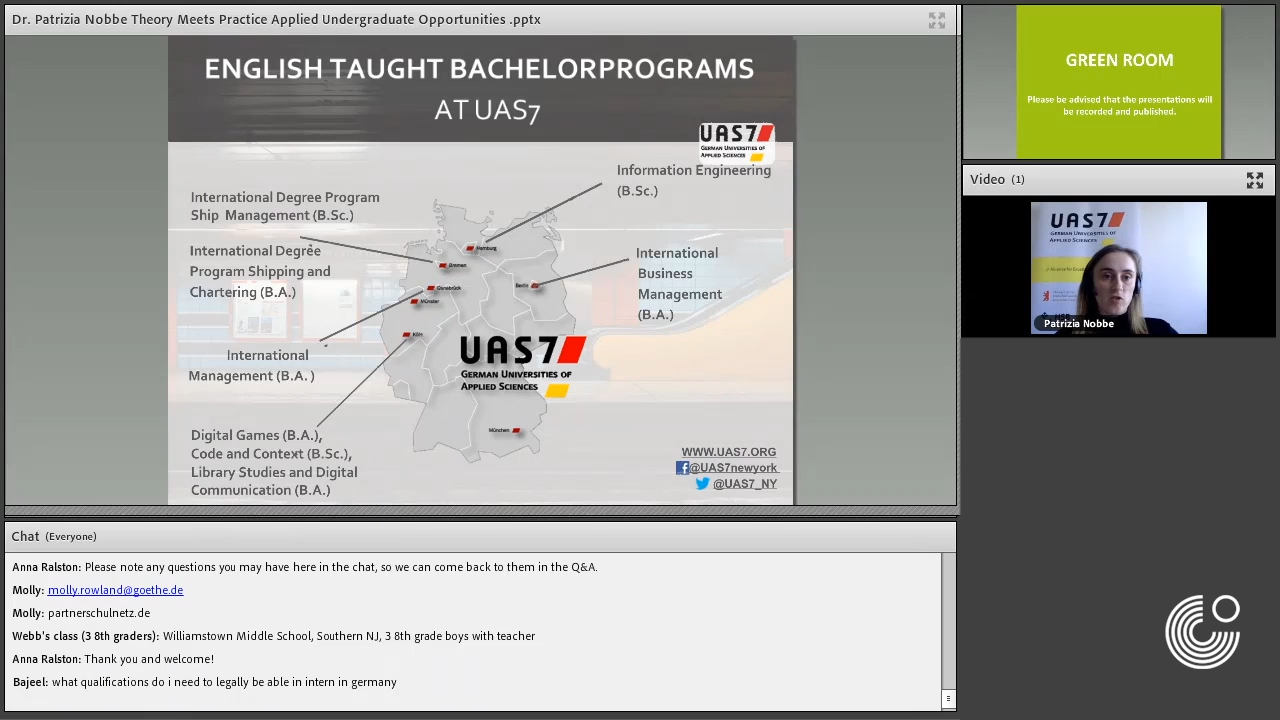 Dr. Patrizia Nobbe Theory Meets Practice Applied Undergraduate Opportunities .pptx
ENGLISH TAUGHT BACHELORPROGRAMS
AT UAS7
UAS7
GERMAN UNIVERSITIES
OF APPLIED SCIENCES
Information Engineering
(B.Sc.)
International Degree Program
Ship Management (B.Sc.)
International Degree
Program Shipping and
Chartering (B.A.)
International
Business
Management
(B.A.)
Hamburg
Bremen
Berlin
Osnabrück
Münster
Köln
München
International
Management (B.A. )
UAS7
GERMAN UNIVERSITIES
OF APPLIED SCIENCES
Digital Games (B.A.),
Code and Context (B.Sc.),
Library Studies and Digital
Communication (B.A.)
WWW.UAS7.ORG
@UAS7newyork
@UAS7_NY
GREEN ROOM
Please be advised that the presentations will
be recorded and published.
Video (1)
UAS7
GERMAN UNIVERSITIES
OF APPLIED SCIENCES
Patrizia Nobbe
Chat (Everyone)
Anna Ralston: Please note any questions you may have here in the chat, so we can come back to them in the Q&A.
Molly: molly.rowland@goethe.de
Molly: partnerschulnetz.de
Webb's class (3 8th graders): Williamstown Middle School, Southern NJ, 3 8th grade boys with teacher
Anna Ralston: Thank you and welcome!
Bajeel: what qualifications do i need to legally be able in intern in germany